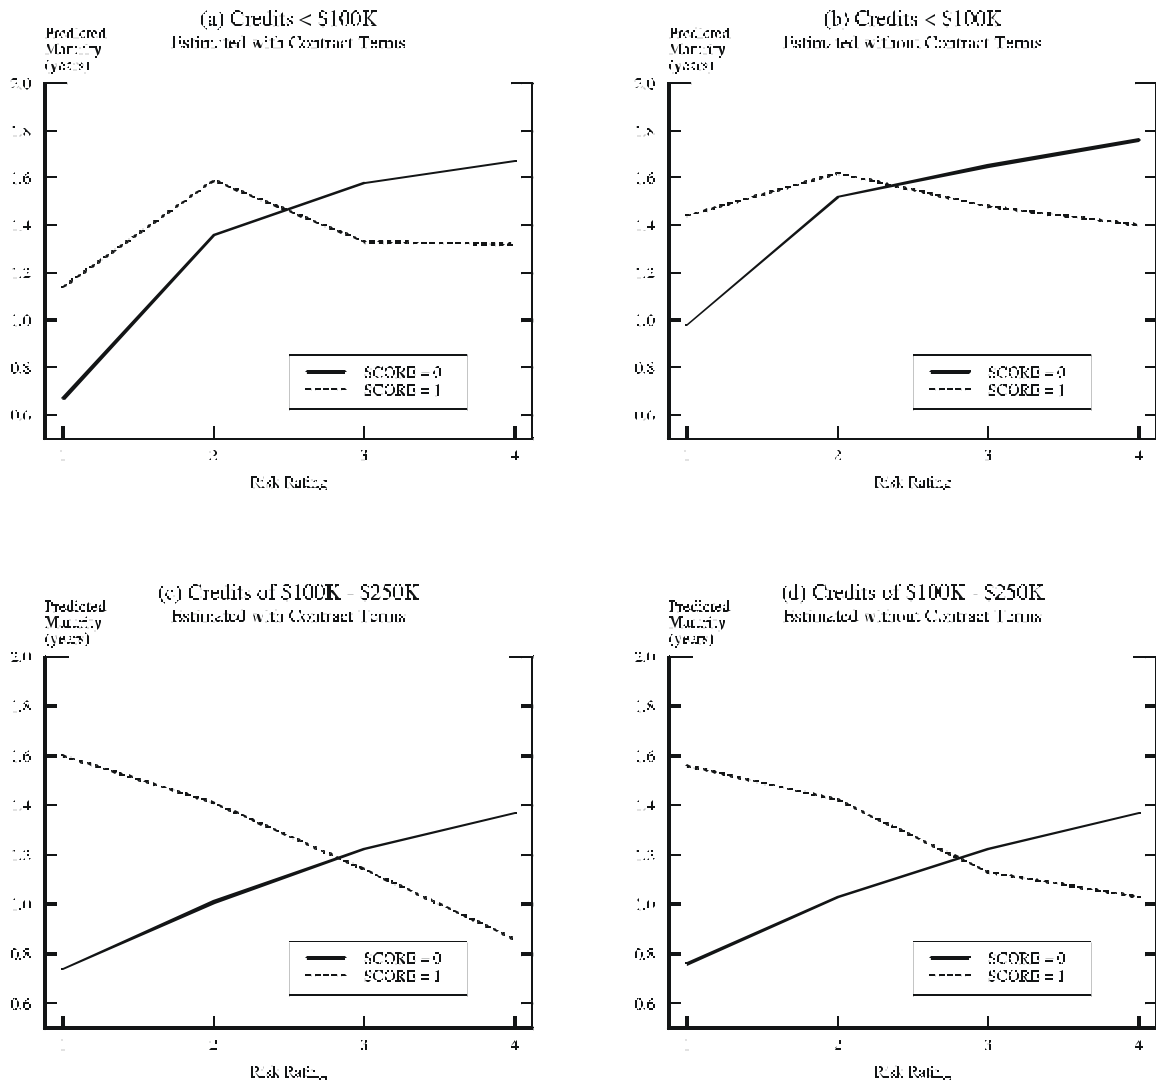 (a) Credits < $100K
Estimated with Contract Terms
Predicted
Maturity
(years)
2.0
1.8
1.6
1.4
1.2
1.0
0.8
0.6
SCORE = 0
SCORE = 1
1 2 3 4
Risk Rating
(b) Credits < $100K
Estimated without Contract Terms
Predicted
Maturity
(years)
2.0
1.8
1.6
1.4
1.2
1.0
0.8
0.6
SCORE = 0
SCORE = 1
1 2 3 4
Risk Rating
(c) Credits of $100K - $250K
Estimated with Contract Terms
Predicted
Maturity
(years)
2.0
1.8
1.6
1.4
1.2
1.0
0.8
0.6
SCORE = 0
SCORE = 1
1 2 3 4
Risk Rating
(d) Credits of $100K - $250K
Estimated without Contract Terms
Predicted
Maturity
(years)
2.0
1.8
1.6
1.4
1.2
1.0
0.8
0.6
SCORE = 0
SCORE = 1
1 2 3 4
Risk Rating